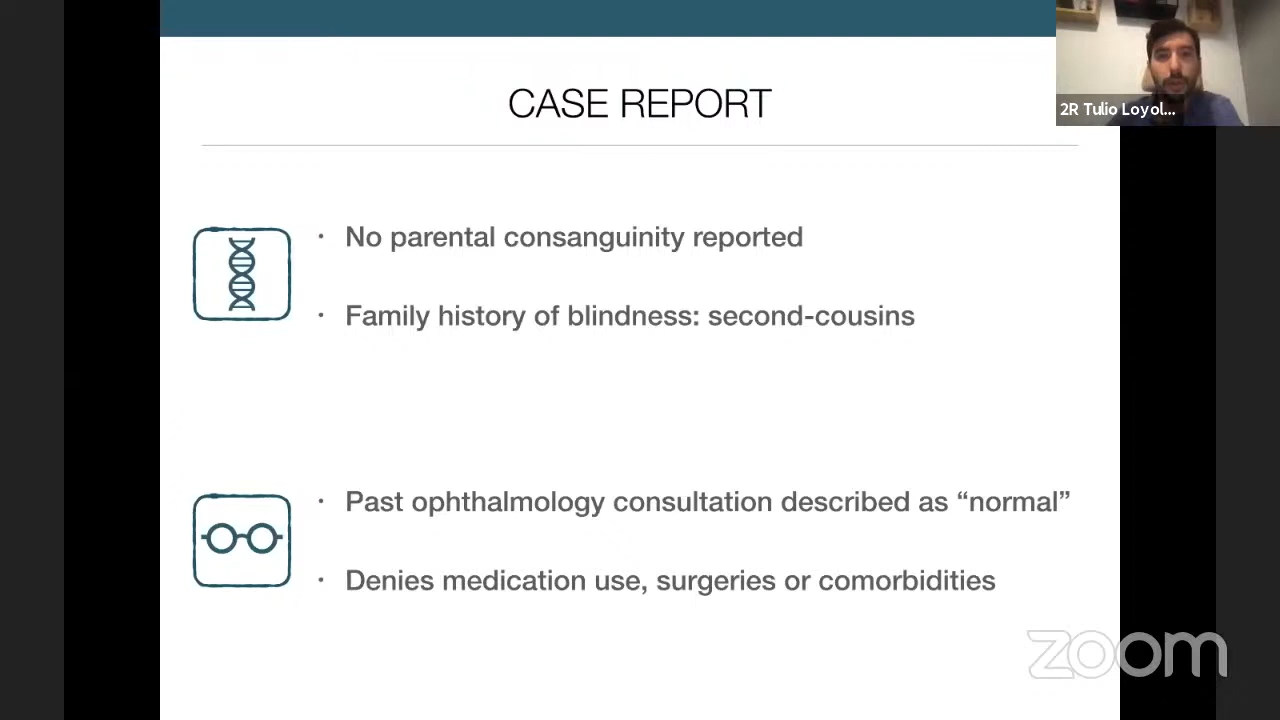 CASE REPORT
2R Tulio Loyol...
· No parental consanguinity reported
· Family history of blindness: second-cousins
· Past ophthalmology consultation described as “normal”
· Denies medication use, surgeries or comorbidities
zoom